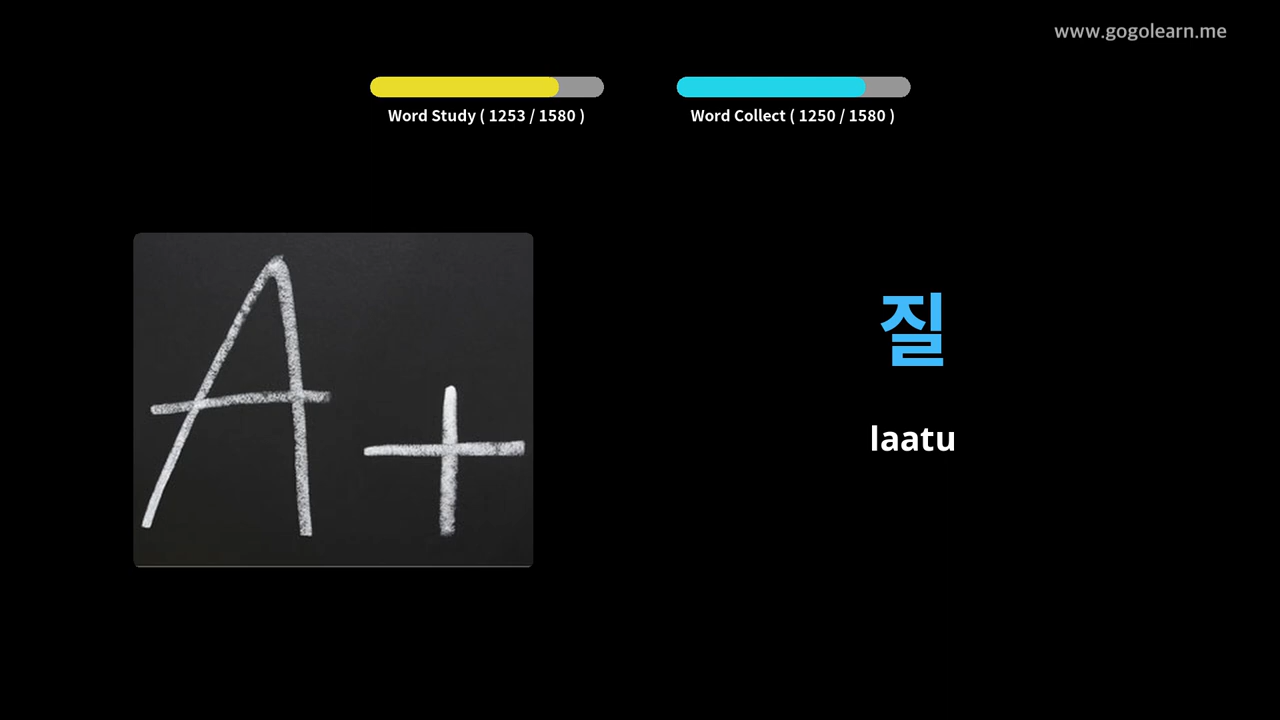 www.gogolearn.me
Word Study ( 1253 / 1580 )
Word Collect ( 1250 / 1580 )
A+
질
laatu